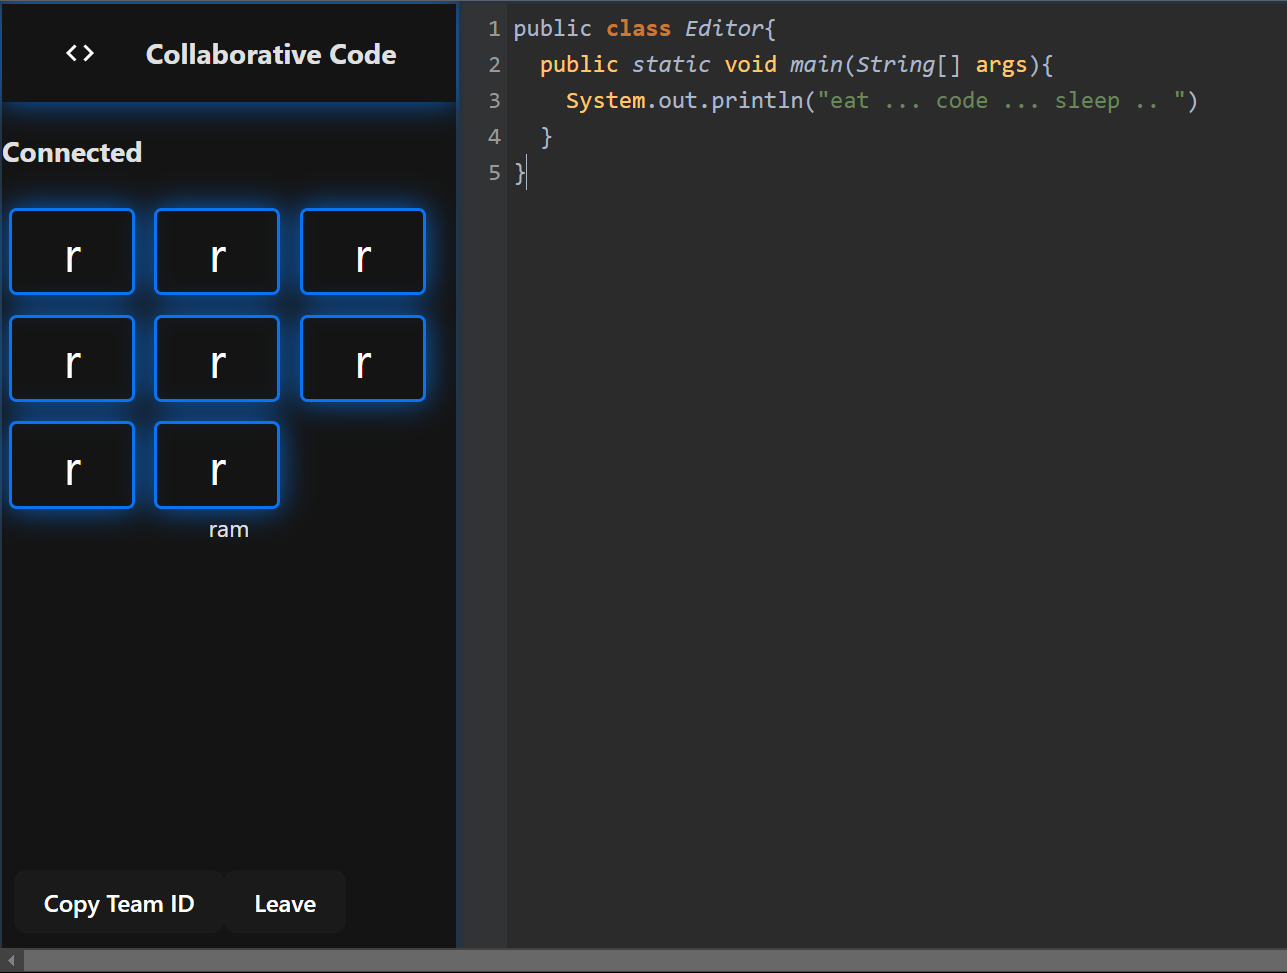 <> Collaborative Code
Connected
r r r
r r r
r r
ram
Copy Team ID Leave
1 public class Editor{
2   public static void main(String[] args){
3     System.out.println("eat ... code ... sleep .. ")
4   }
5 }